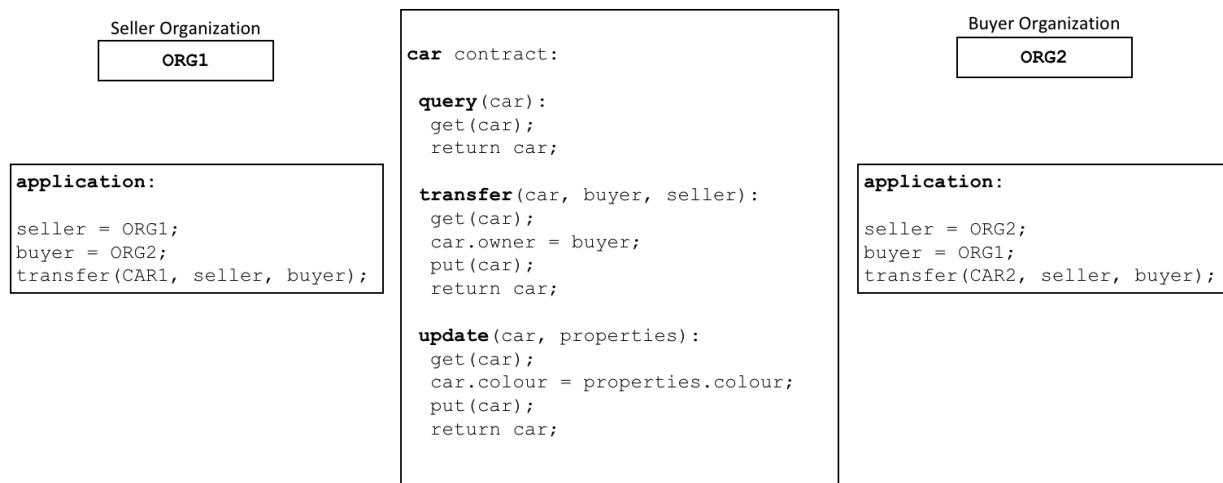 Seller Organization
ORG1
application:
seller = ORG1;
buyer = ORG2;
transfer(CAR1, seller, buyer);
car contract:
query(car):
get(car);
return car;
transfer(car, buyer, seller):
get(car);
car.owner = buyer;
put(car);
return car;
update(car, properties):
get(car);
car.colour = properties.colour;
put(car);
return car;
Buyer Organization
ORG2
application:
seller = ORG2;
buyer = ORG1;
transfer(CAR2, seller, buyer);